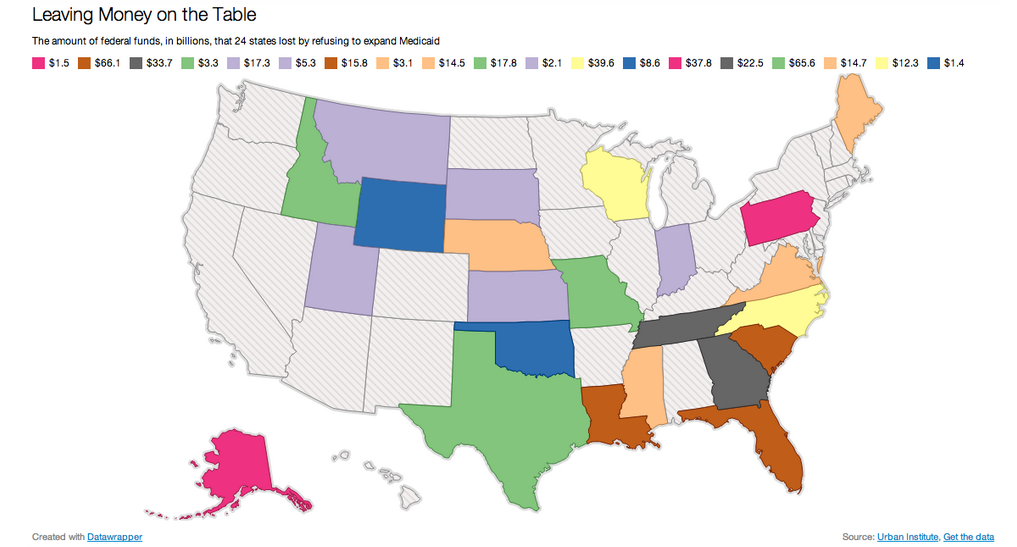 Leaving Money on the Table
The amount of federal funds, in billions, that 24 states lost by refusing to expand Medicaid
$1.5 $66.1 $33.7 $3.3 $17.3 $5.3 $15.8 $3.1 $14.5 $17.8 $2.1 $39.6 $8.6 $37.8 $22.5 $65.6 $14.7 $12.3 $1.4
Created with Datawrapper
Source: Urban Institute, Get the data